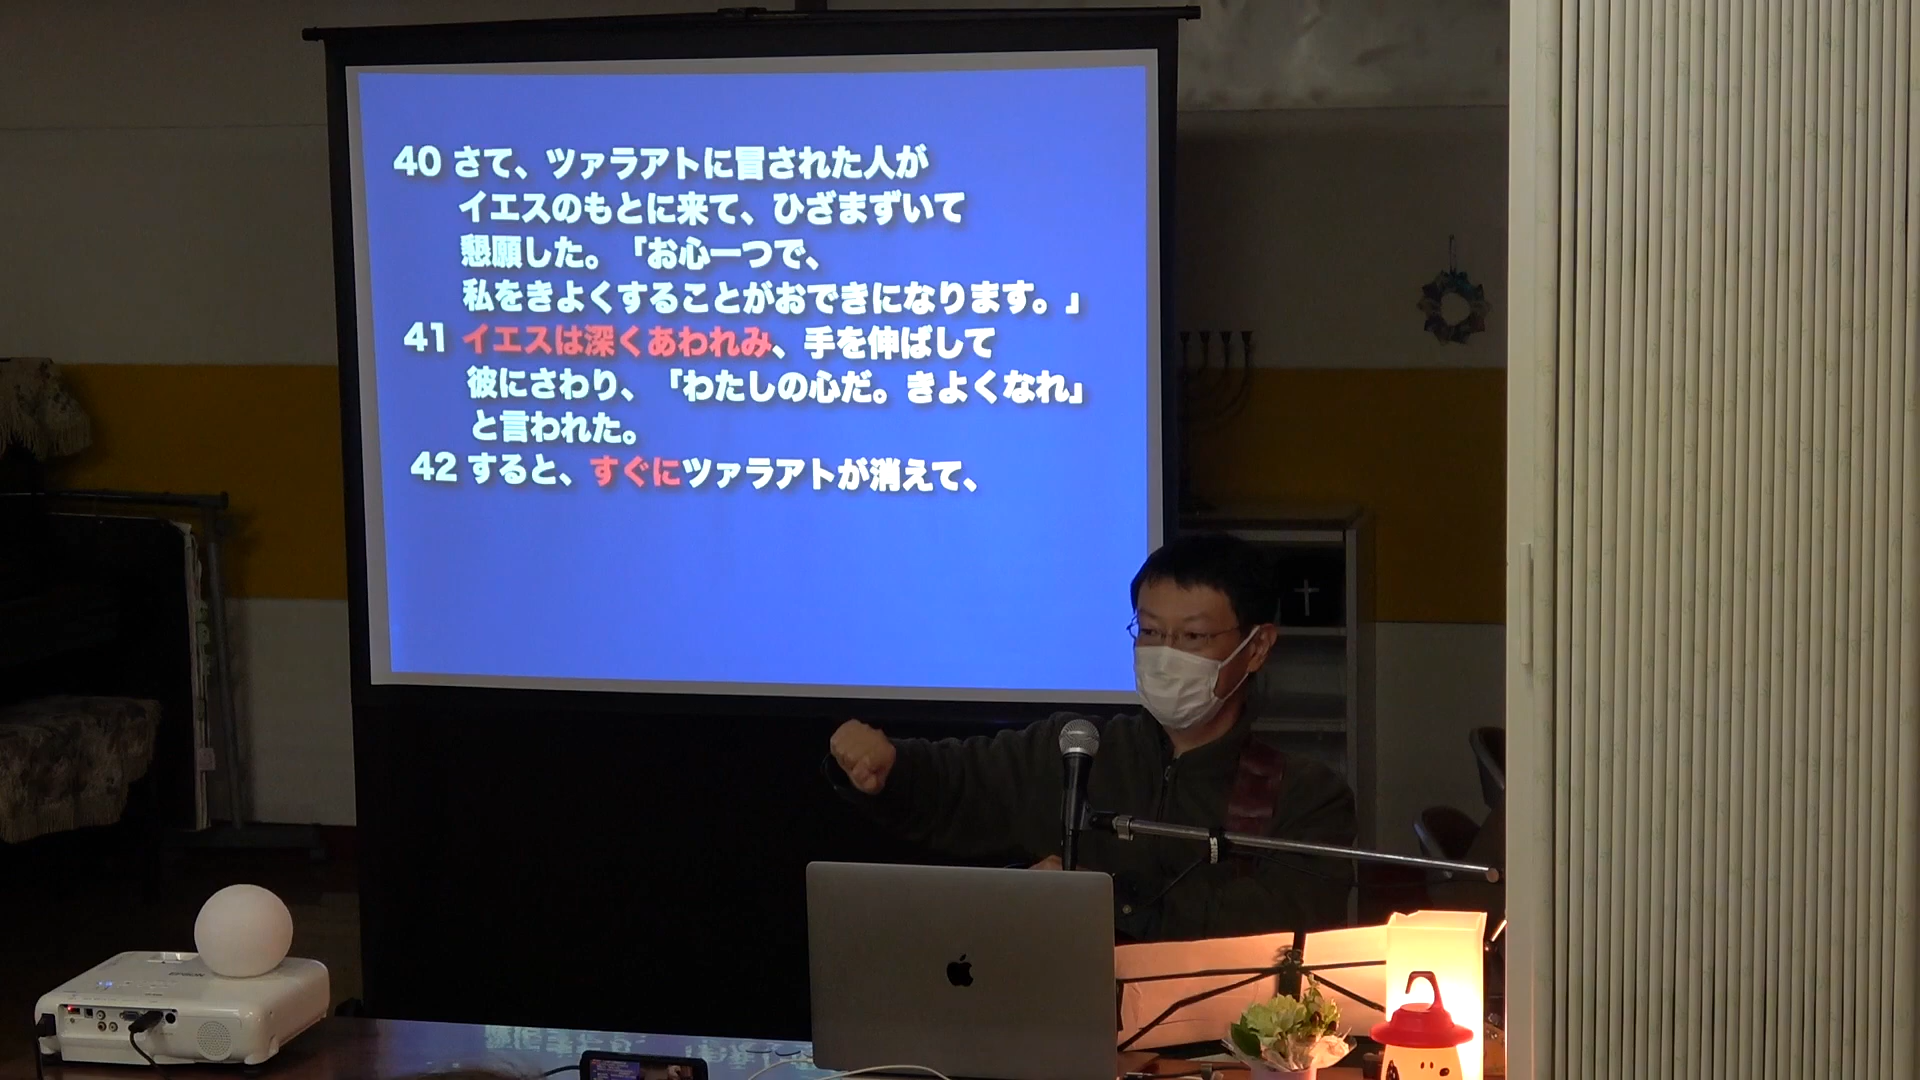 40 さて、ツァラアトに冒された人が
イエスのもとに来て、ひざまずいて
懇願した。「お心一つで、
私をきよくすることがおできになります。」
41 イエスは深くあわれみ、手を伸ばして
彼にさわり、「わたしの心だ。きよくなれ」
と言われた。
42 すると、すぐにツァラアトが消えて、
EPSON